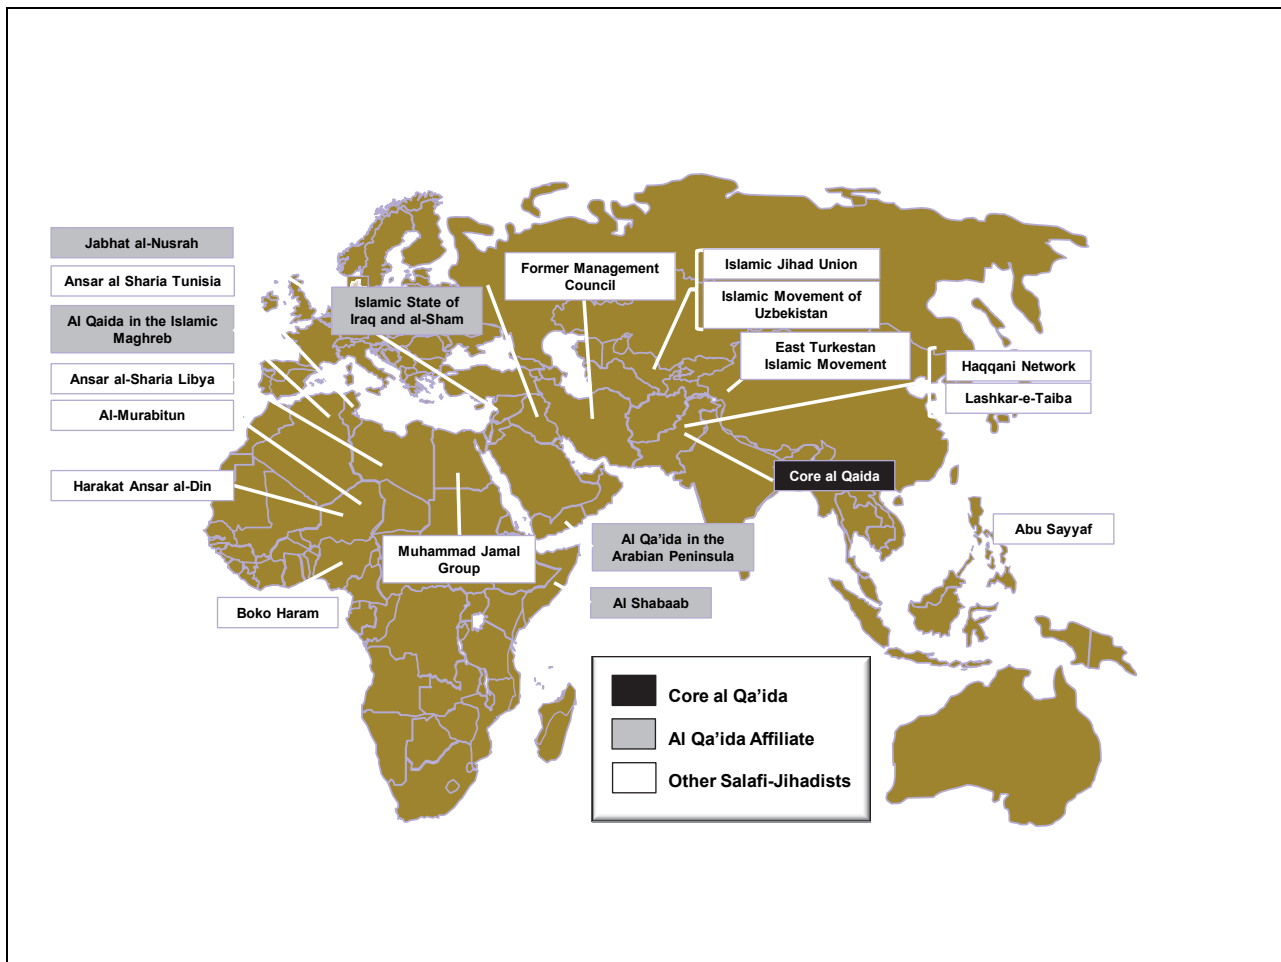 Jabhat al-Nusrah
Ansar al Sharia Tunisia
Al Qaida in the Islamic
Maghreb
Ansar al-Sharia Libya
Al-Murabitun
Harakat Ansar al-Din
Boko Haram
Islamic State of
Iraq and al-Sham
Former Management
Council
Islamic Jihad Union
Islamic Movement of
Uzbekistan
East Turkestan
Islamic Movement
Haqqani Network
Lashkar-e-Taiba
Core al Qaida
Abu Sayyaf
Muhammad Jamal
Group
Al Qa’ida in the
Arabian Peninsula
Al Shabaab
Core al Qa’ida
Al Qa’ida Affiliate
Other Salafi-Jihadists